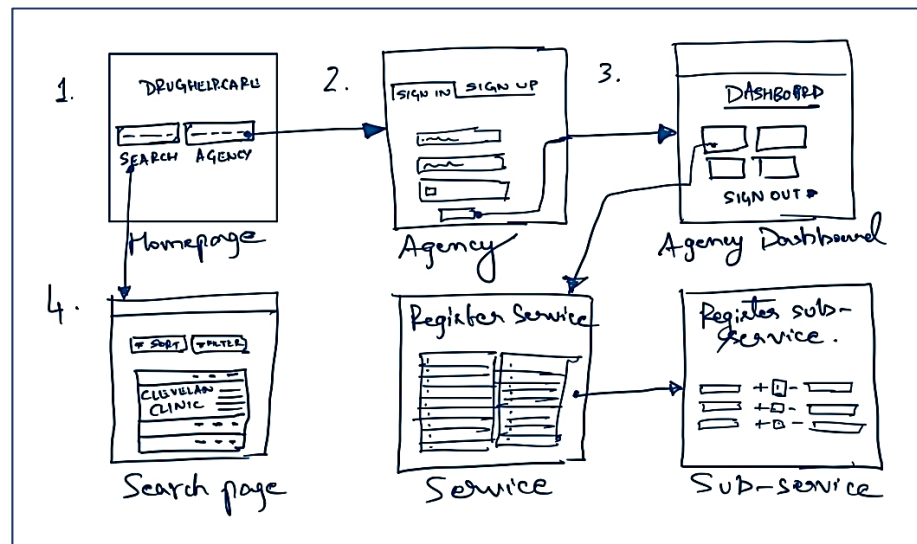 1.
DRUGHELP.CARE
SEARCH AGENCY
Homepage
2.
SIGN IN SIGN UP
Agency
3.
DASHBOARD
SIGN OUT
Agency Dashboard
4.
SORT FILTER
CLEVELAN
CLINIC
Search page
Register Service
Service
Register sub-
service.
Sub-service